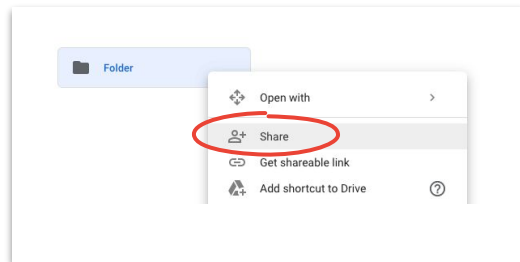 Folder
Open with
Share
Get shareable link
Add shortcut to Drive